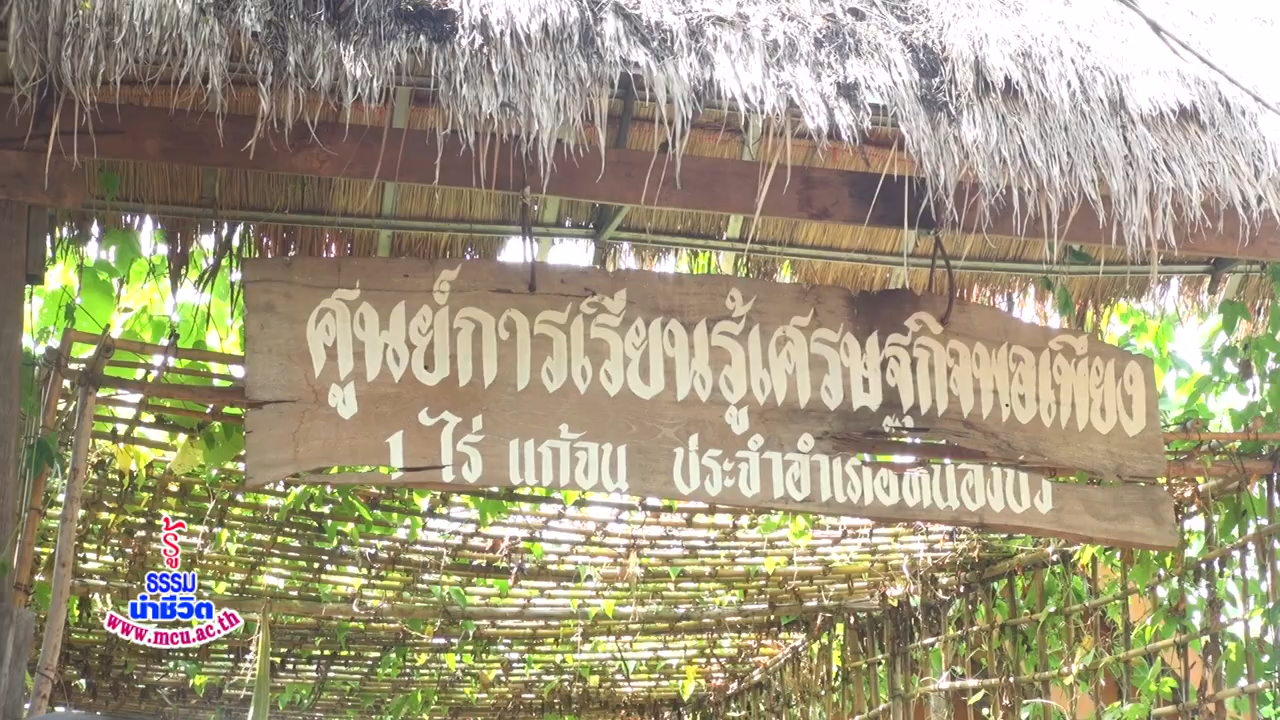 ศูนย์การเรียนรู้เศรษฐกิจพอเพียง
1 ไร่ แก้จน ประจำอำเภอหนองบัว
รู้
ธรรม
นำชีวิต
www.mcu.ac.th